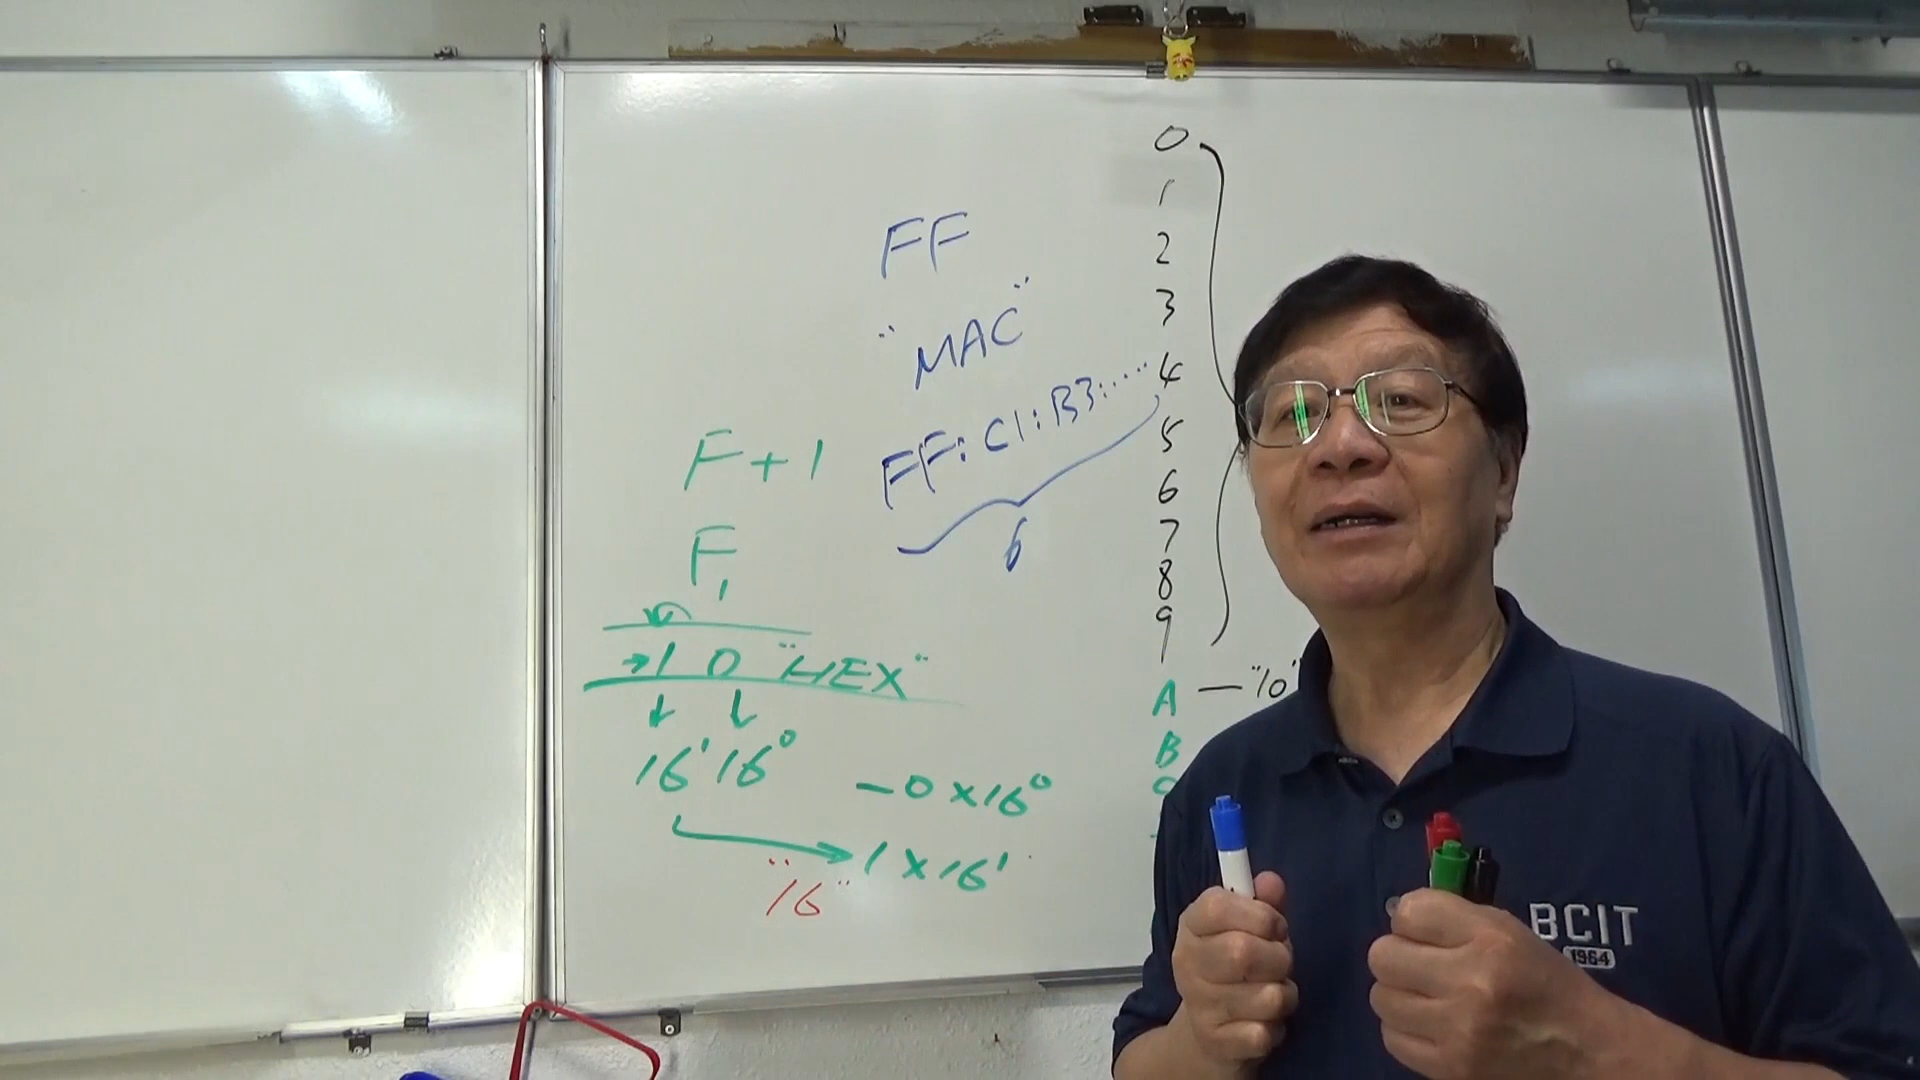 FF
"MAC"
FF:C1:B3:.....
6
F+1
F
1
→10 "HEX"
16¹ 16⁰
-0×16⁰
1×16¹
"16"
0
1
2
3
4
5
6
7
8
9
A — "10"
B
BCIT
1964